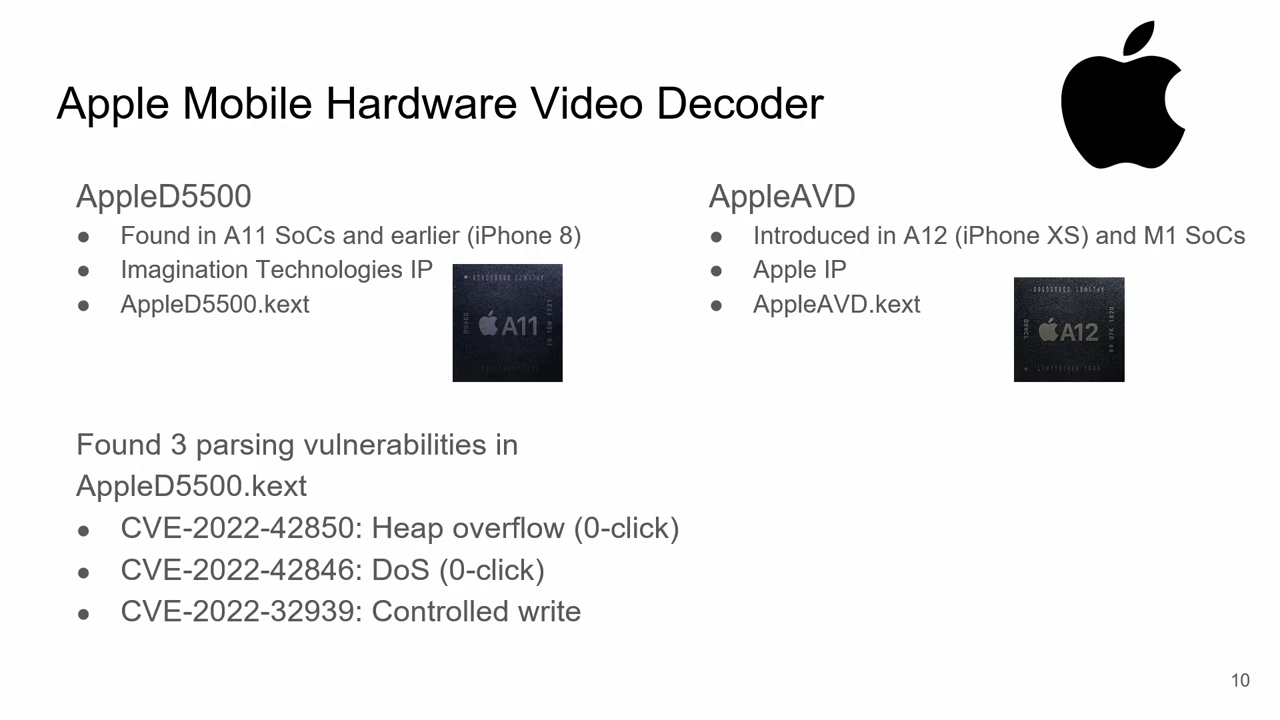 Apple Mobile Hardware Video Decoder
AppleD5500
● Found in A11 SoCs and earlier (iPhone 8)
● Imagination Technologies IP
● AppleD5500.kext
A11
AppleAVD
● Introduced in A12 (iPhone XS) and M1 SoCs
● Apple IP
● AppleAVD.kext
A12
Found 3 parsing vulnerabilities in
AppleD5500.kext
● CVE-2022-42850: Heap overflow (0-click)
● CVE-2022-42846: DoS (0-click)
● CVE-2022-32939: Controlled write
10